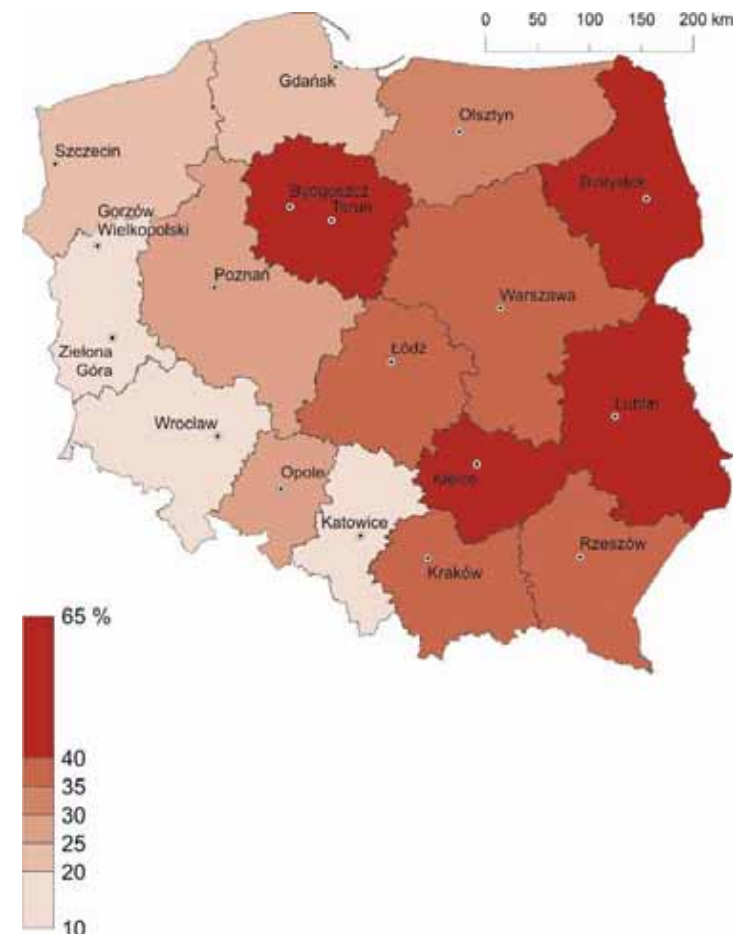 0 50 100 150 200 km
Gdańsk
Olsztyn
Szczecin
Białystok
Bydgoszcz
Toruń
Gorzów
Wielkopolski
Poznań
Warszawa
Zielona
Góra
Łódź
Lublin
Wrocław
Kielce
Opole
Katowice
Rzeszów
Kraków
65 %
40
35
30
25
20
10